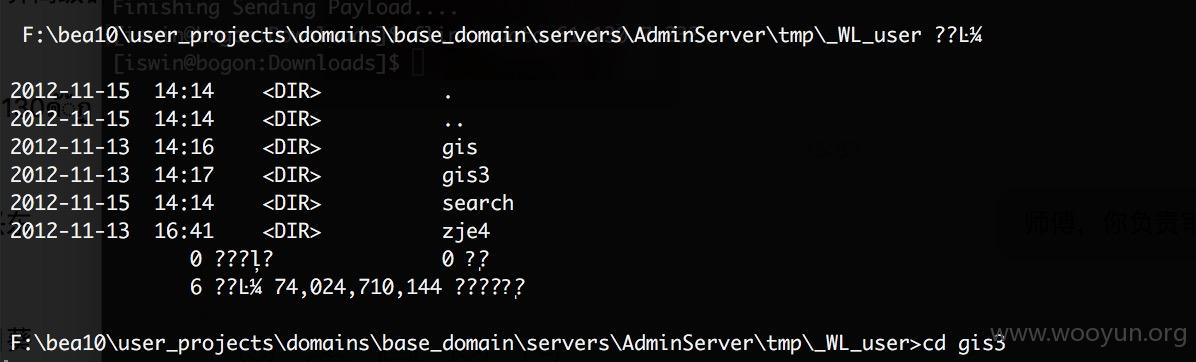 Finishing Sending Payload....
F:\bea10\user_projects\domains\base_domain\servers\AdminServer\tmp\_WL_user ??Ŀ¼
[iswin@bogon:Downloads]$
2012-11-15 14:14 <DIR> .
2012-11-15 14:14 <DIR> ..
2012-11-13 14:16 <DIR> gis
2012-11-13 14:17 <DIR> gis3
2012-11-15 14:14 <DIR> search
2012-11-13 16:41 <DIR> zje4
师傅，你负责
0 ???ļ? 0 ??
6 ??Ŀ¼ 74,024,710,144 ??????
F:\bea10\user_projects\domains\base_domain\servers\AdminServer\tmp\_WL_user>cd gis3
www.wooyun.org